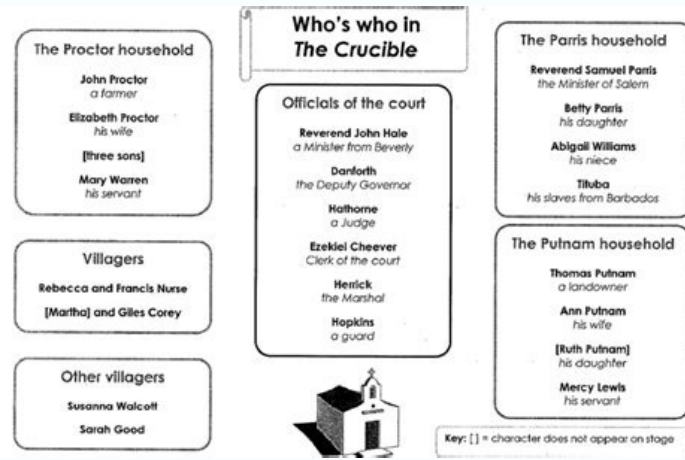 Who's who in
The Crucible
The Proctor household
John Proctor
a farmer
Elizabeth Proctor
his wife
[three sons]
Mary Warren
his servant
Villagers
Rebecca and Francis Nurse
[Martha] and Giles Corey
Other villagers
Susanna Walcott
Sarah Good
Officials of the court
Reverend John Hale
a Minister from Beverly
Danforth
the Deputy Governor
Hathorne
a Judge
Ezekiel Cheever
Clerk of the court
Herrick
the Marshal
Hopkins
a guard
The Parris household
Reverend Samuel Parris
the Minister of Salem
Betty Parris
his daughter
Abigail Williams
his niece
Tituba
his slaves from Barbados
The Putnam household
Thomas Putnam
a landowner
Ann Putnam
his wife
[Ruth Putnam]
his daughter
Mercy Lewis
his servant
Key: [ ] = character does not appear on stage